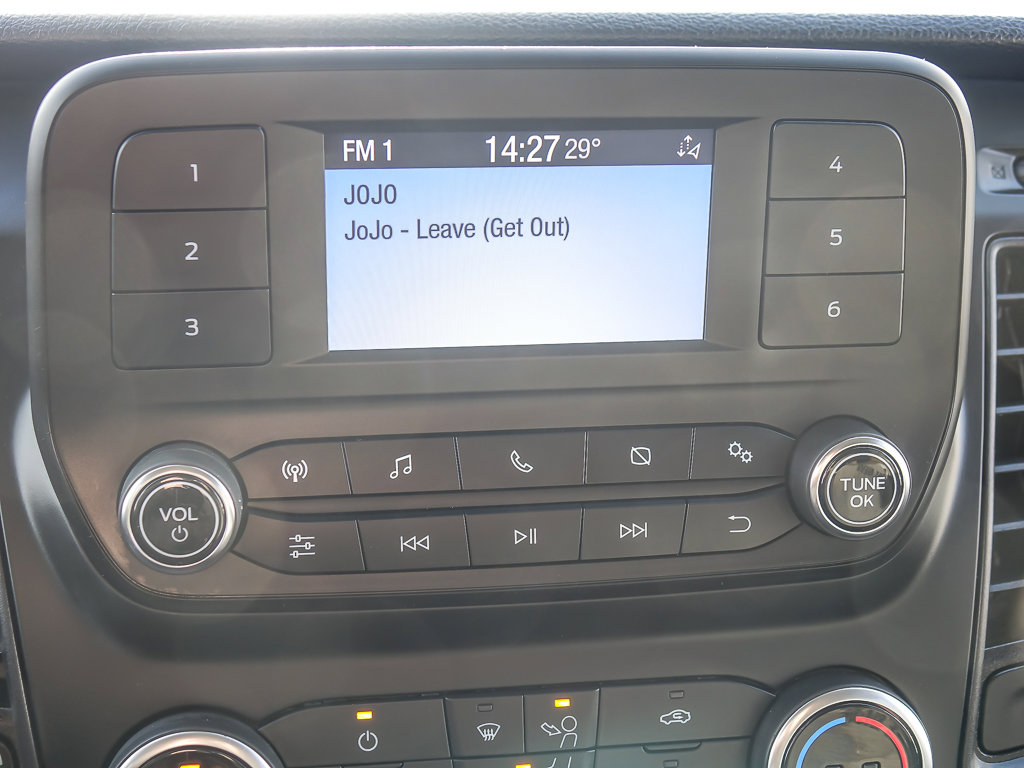 FM 1 14:27 29°
JOJO
JoJo - Leave (Get Out)
1
2
3
4
5
6
VOL
TUNE
OK